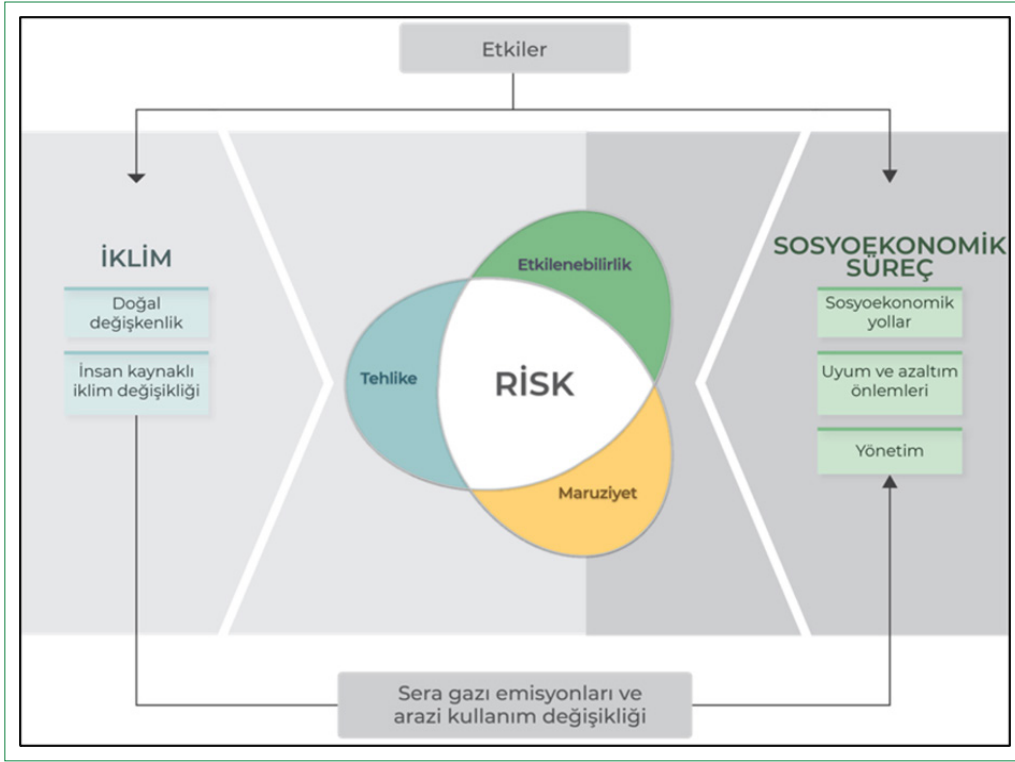 Etkiler
İKLİM
Doğal
değişkenlik
İnsan kaynaklı
iklim değişikliği
Etkilenebilirlik
Tehlike
RİSK
Maruziyet
SOSYOEKONOMİK
SÜREÇ
Sosyoekonomik
yollar
Uyum ve azaltım
önlemleri
Yönetim
Sera gazı emisyonları ve
arazi kullanım değişikliği